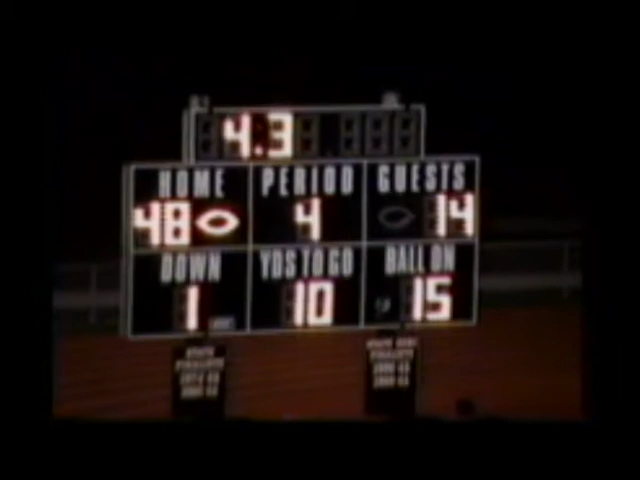 4.3
HOME PERIOD GUESTS
48 4 14
DOWN YDS TO GO BALL ON
1 10 15